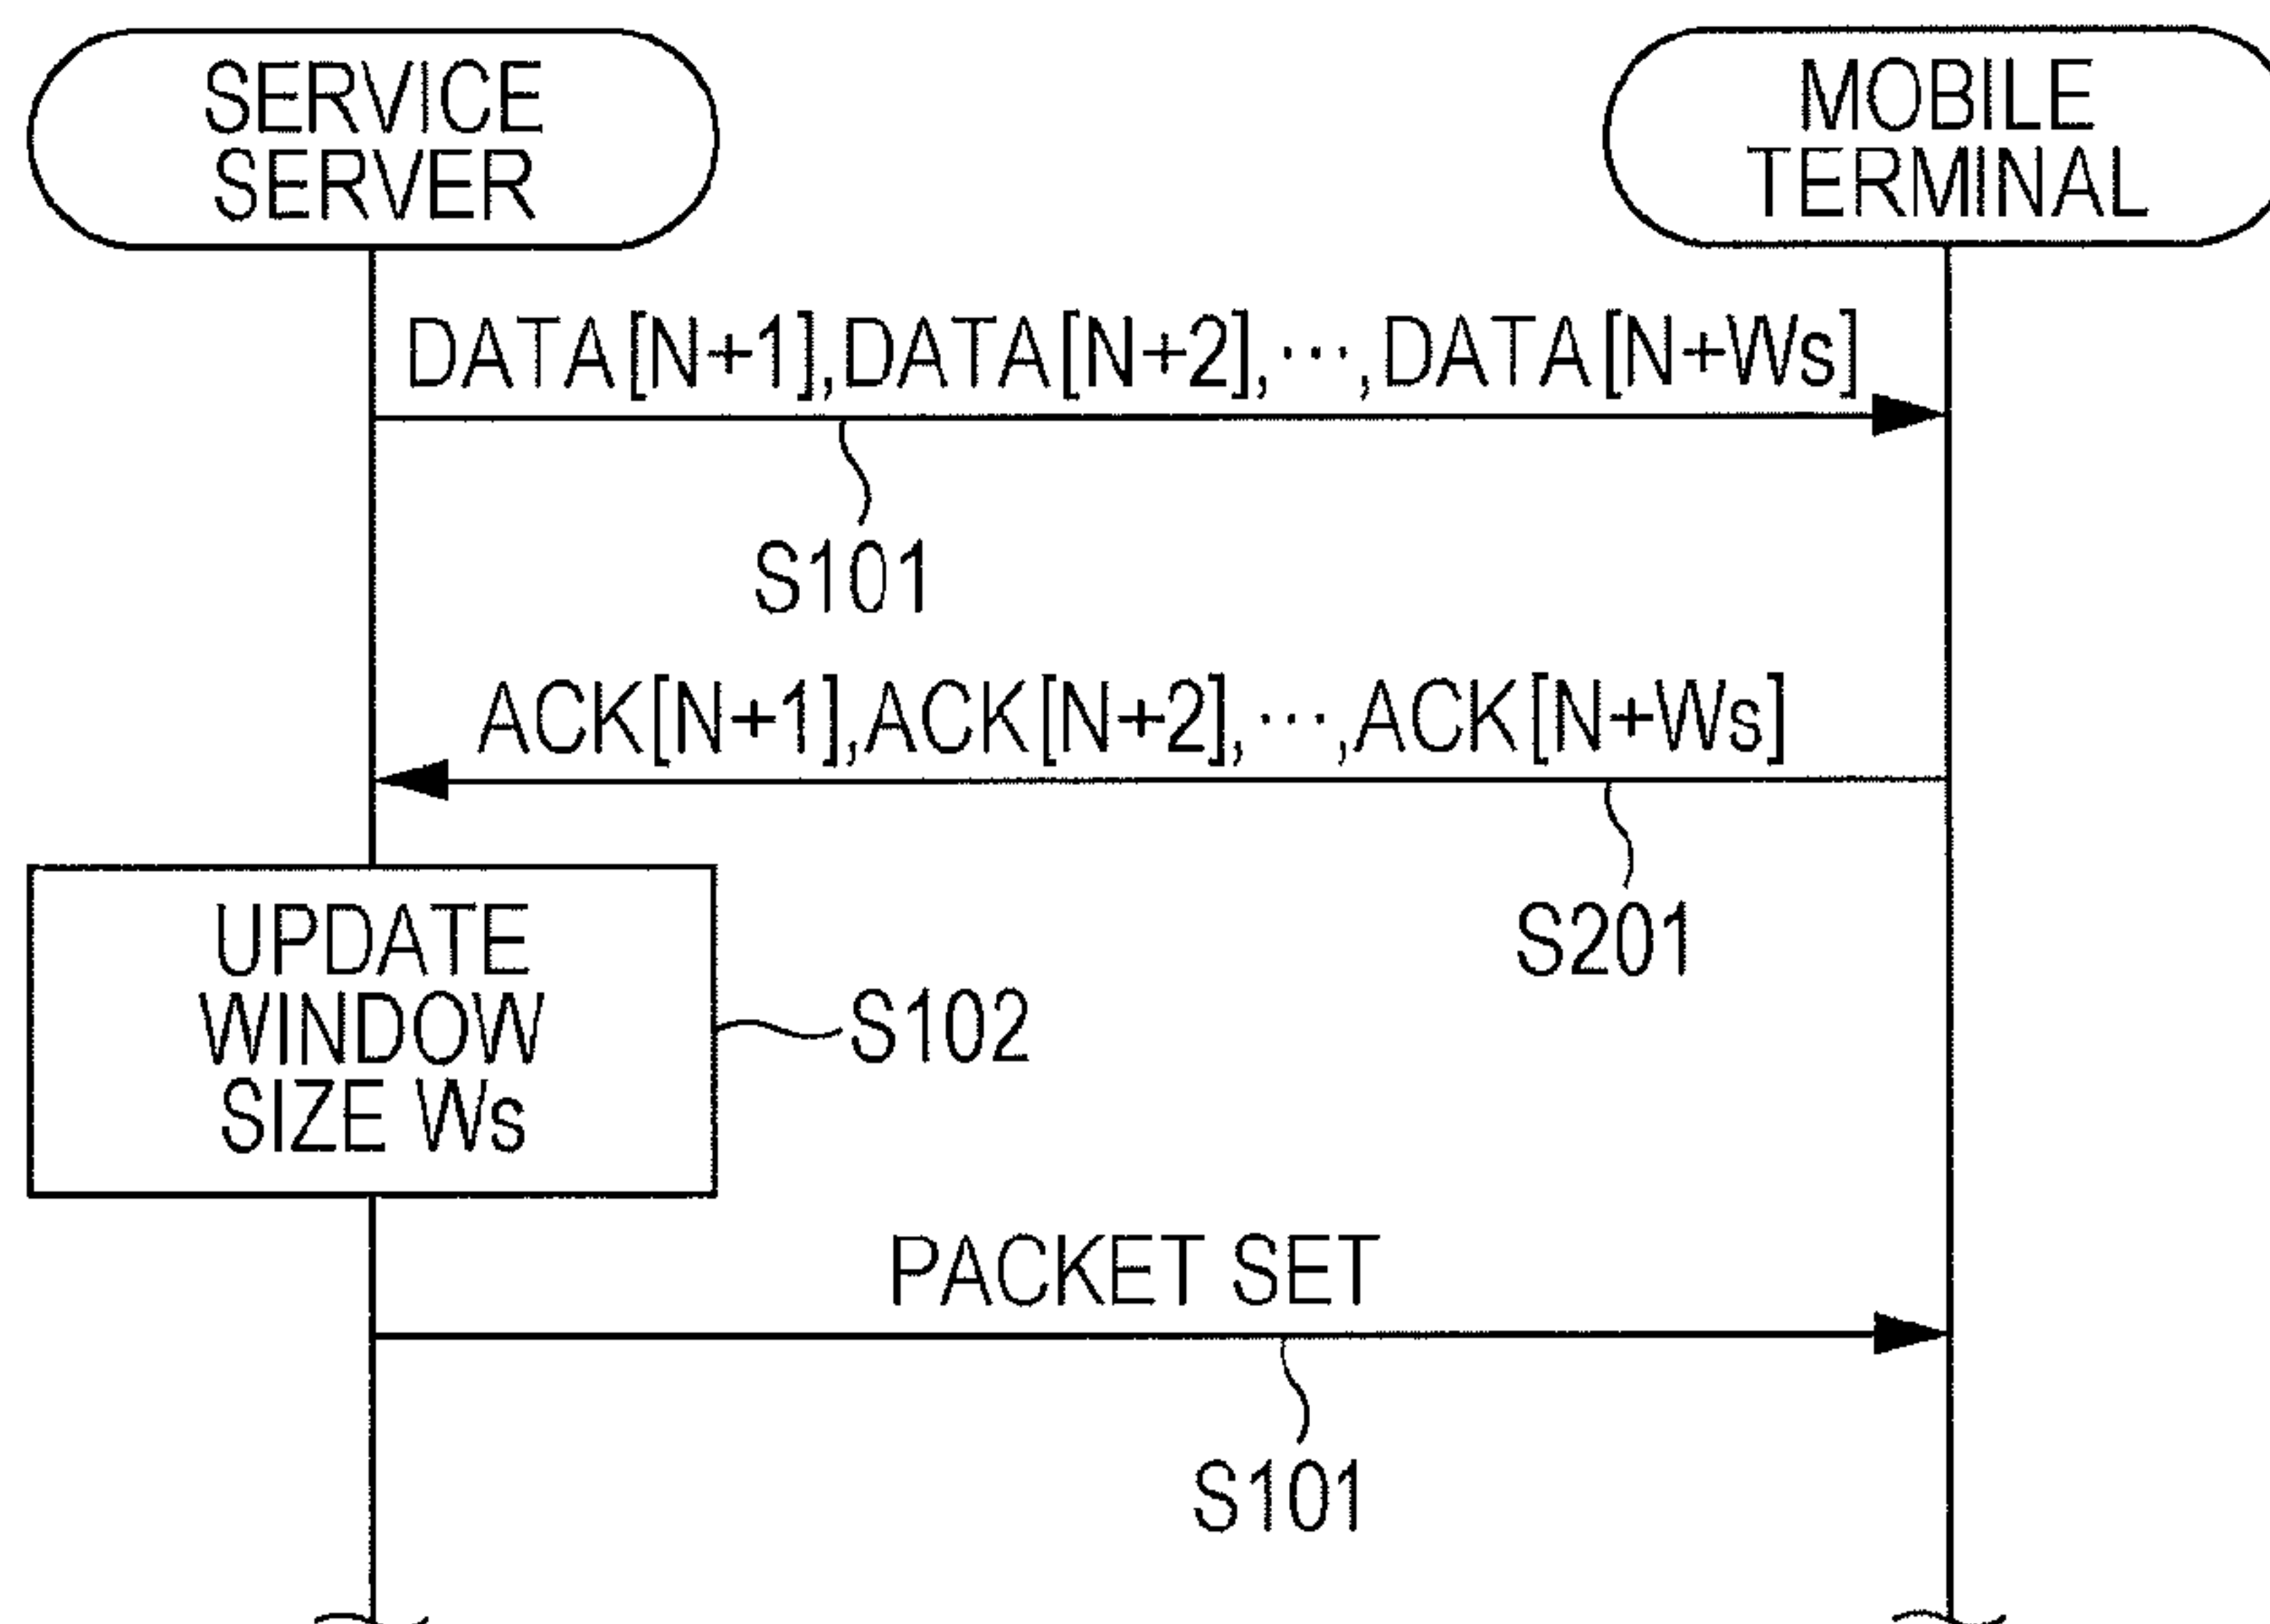 SERVICE
SERVER
MOBILE
TERMINAL
DATA[N+1],DATA[N+2],···,DATA[N+Ws]
S101
ACK[N+1],ACK[N+2],···,ACK[N+Ws]
S201
UPDATE
WINDOW
SIZE Ws
S102
PACKET SET
S101